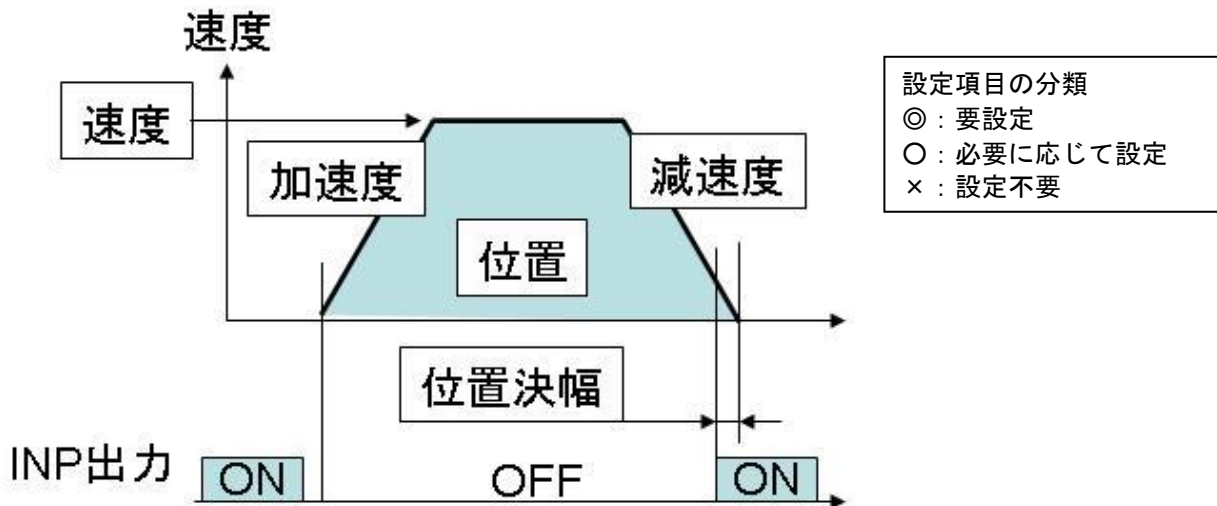 速度
速度
加速度
減速度
位置
位置決幅
INP出力
ON
OFF
ON
設定項目の分類
◎：要設定
○：必要に応じて設定
×：設定不要